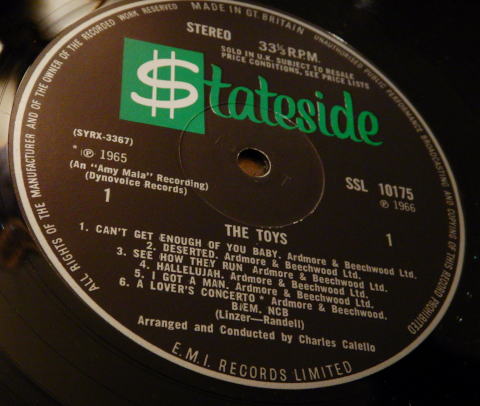 MADE IN GT. BRITAIN
UNAUTHORISED PUBLIC PERFORMANCE BROADCASTING AND COPYING OF THIS RECORD PROHIBITED
ALL RIGHTS OF THE MANUFACTURER AND OF THE OWNER OF THE RECORDED WORK RESERVED
STEREO
33⅓ R.P.M.
SOLD IN U.K. SUBJECT TO RESALE
PRICE CONDITIONS, SEE PRICE LISTS
$tateside
(SYRX-3367)
* ℗ 1965
(An "Amy Mala" Recording)
(Dynovoice Records)
1
SSL 10175
℗ 1966
1
THE TOYS
1. CAN'T GET ENOUGH OF YOU BABY. Ardmore & Beechwood Ltd.
2. DESERTED. Ardmore & Beechwood Ltd.
3. SEE HOW THEY RUN Ardmore & Beechwood Ltd.
4. HALLELUJAH. Ardmore & Beechwood Ltd.
5. I GOT A MAN. Ardmore & Beechwood Ltd.
6. A LOVER'S CONCERTO * Ardmore & Beechwood.
BIEM. NCB
(Linzer—Randell)
Arranged and Conducted by Charles Calello
E.M.I. RECORDS LIMITED